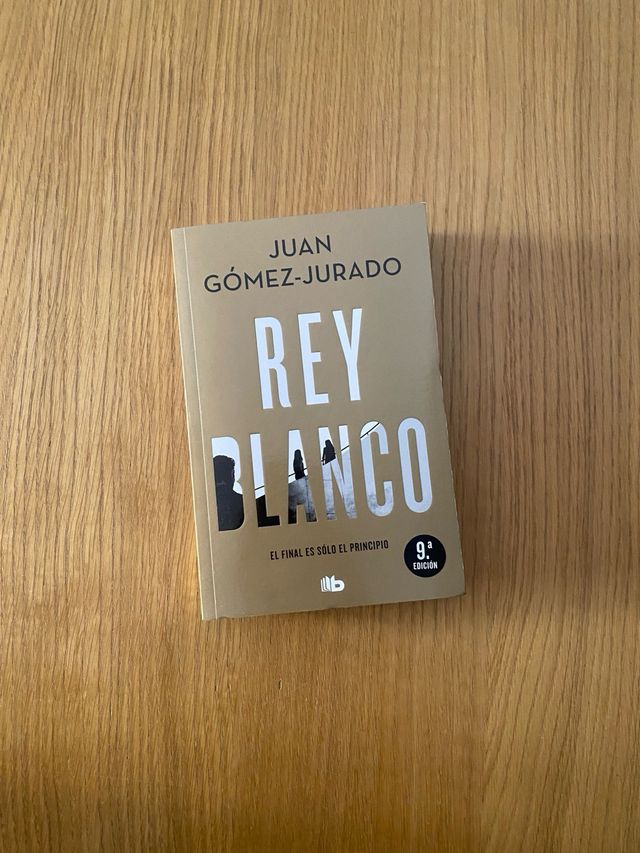 JUAN
GÓMEZ-JURADO
REY
BLANCO
EL FINAL ES SÓLO EL PRINCIPIO
9.ª
EDICIÓN
b